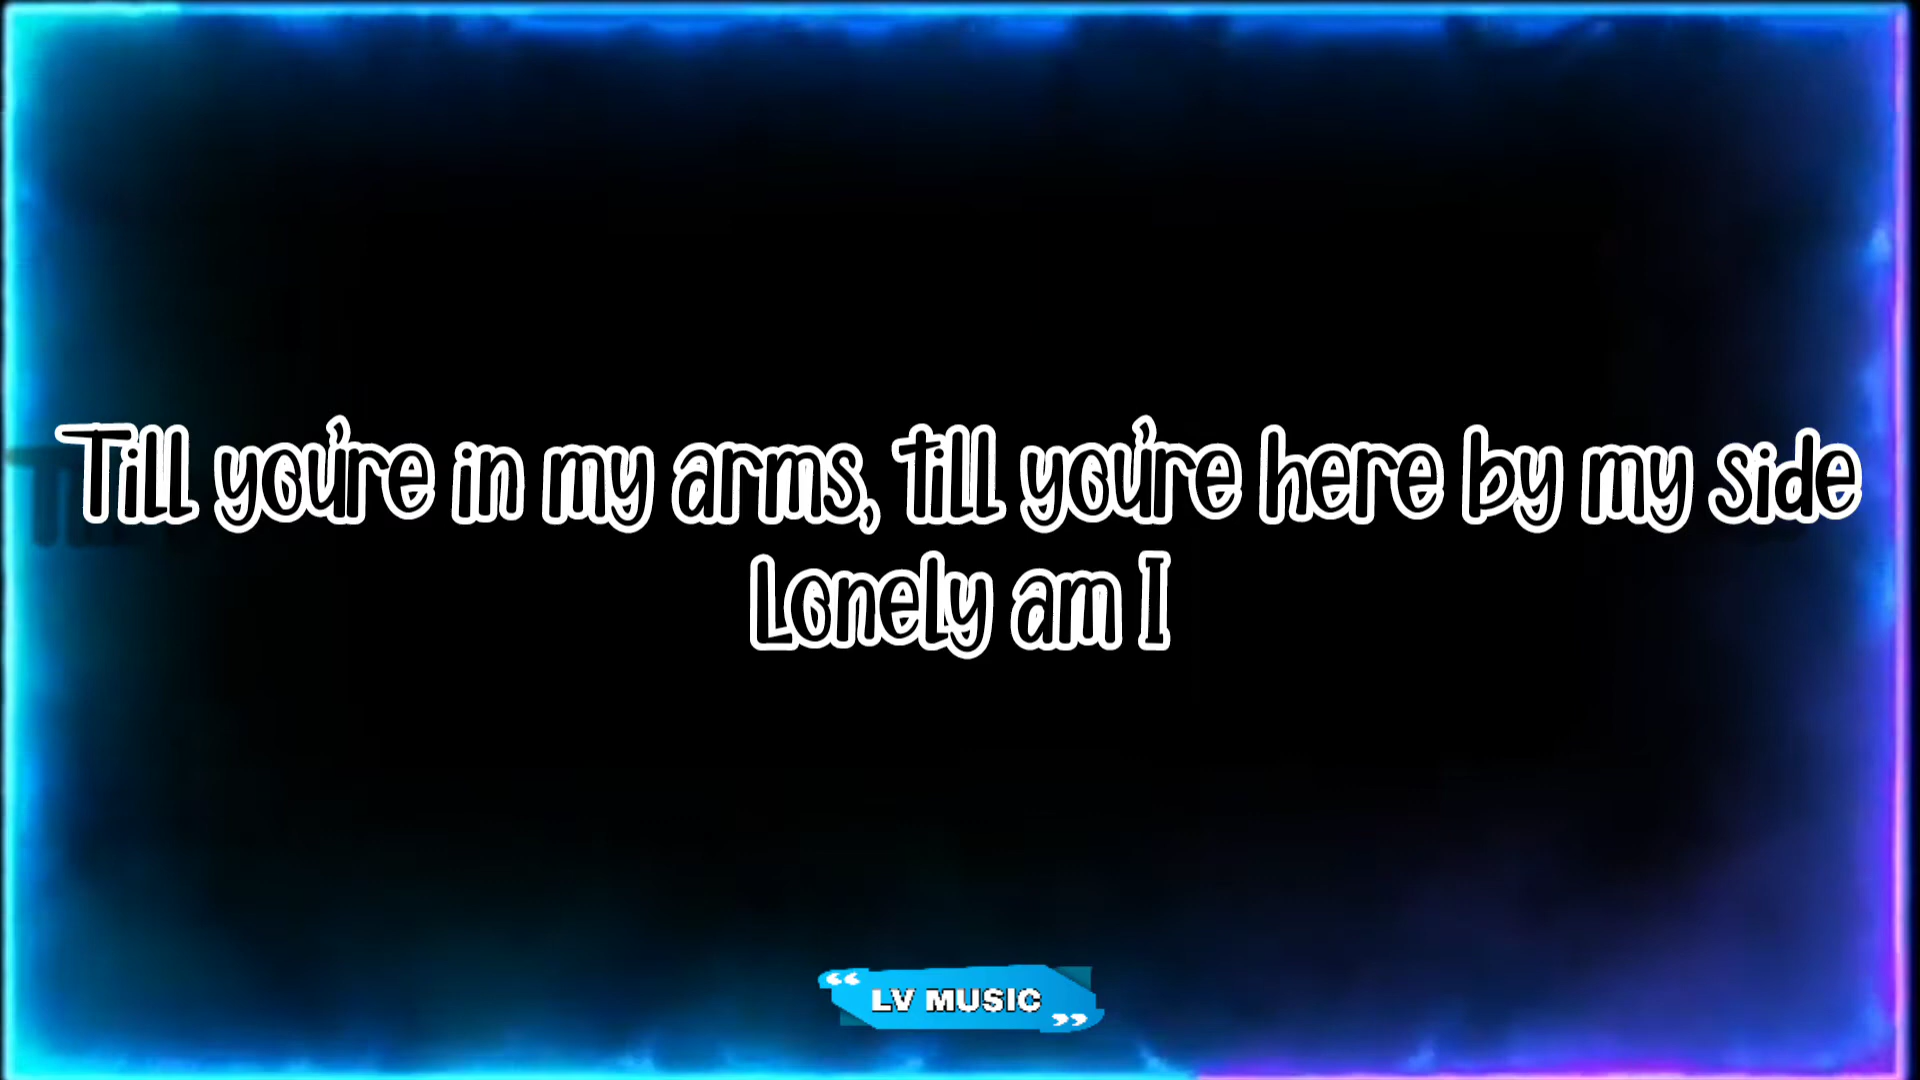 Till you're in my arms, till you're here by my side
Lonely am I
“ LV MUSIC ”